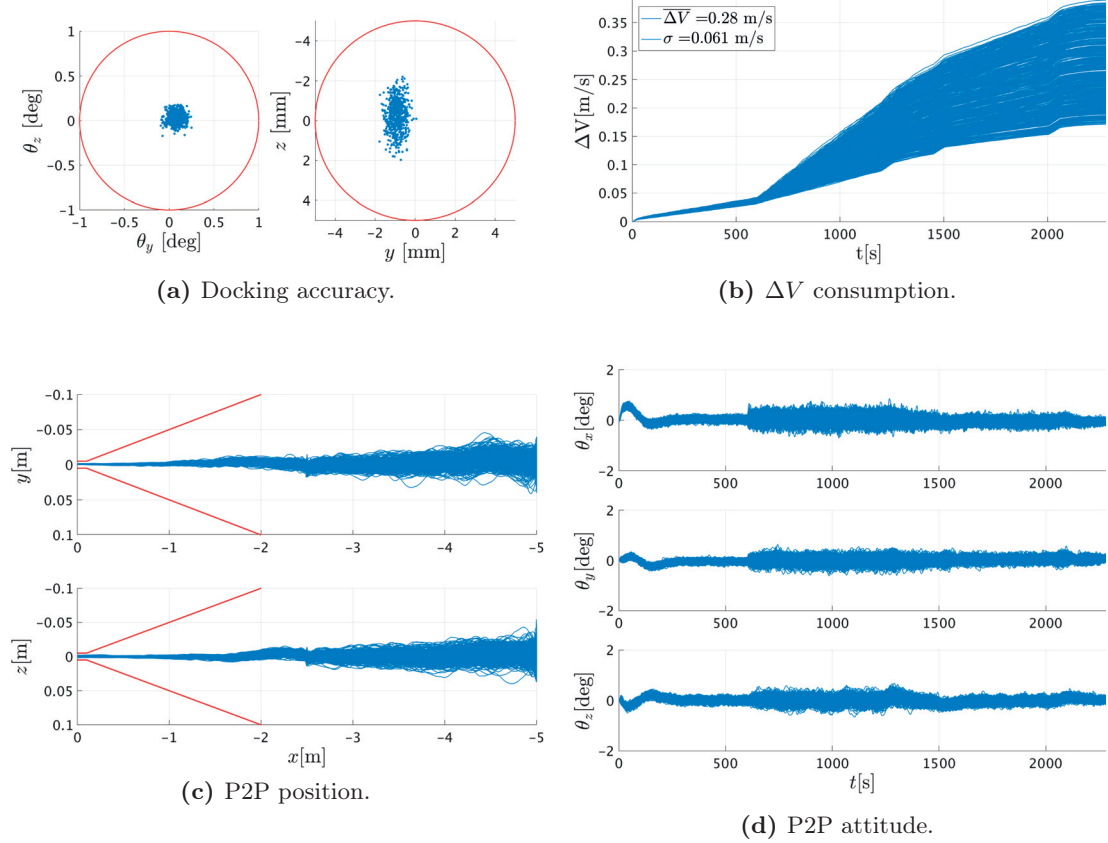 1
0.5
0
−0.5
−1
−1 −0.5 0 0.5 1
θz [deg]
θy [deg]
−4
−2
0
2
4
−4 −2 0 2 4
z [mm]
y [mm]
(a) Docking accuracy.
ΔV =0.28 m/s
σ =0.061 m/s
0.35
0.3
0.25
0.2
0.15
0.1
0.05
0
0 500 1000 1500 2000
ΔV[m/s]
t[s]
(b) ΔV consumption.
−0.1
−0.05
0
0.05
0.1
0 −1 −2 −3 −4 −5
y[m]
−0.1
−0.05
0
0.05
0.1
0 −1 −2 −3 −4 −5
z[m]
x[m]
(c) P2P position.
2
0
−2
0 500 1000 1500 2000
θx[deg]
2
0
−2
0 500 1000 1500 2000
θy[deg]
2
0
−2
0 500 1000 1500 2000
θz[deg]
t[s]
(d) P2P attitude.